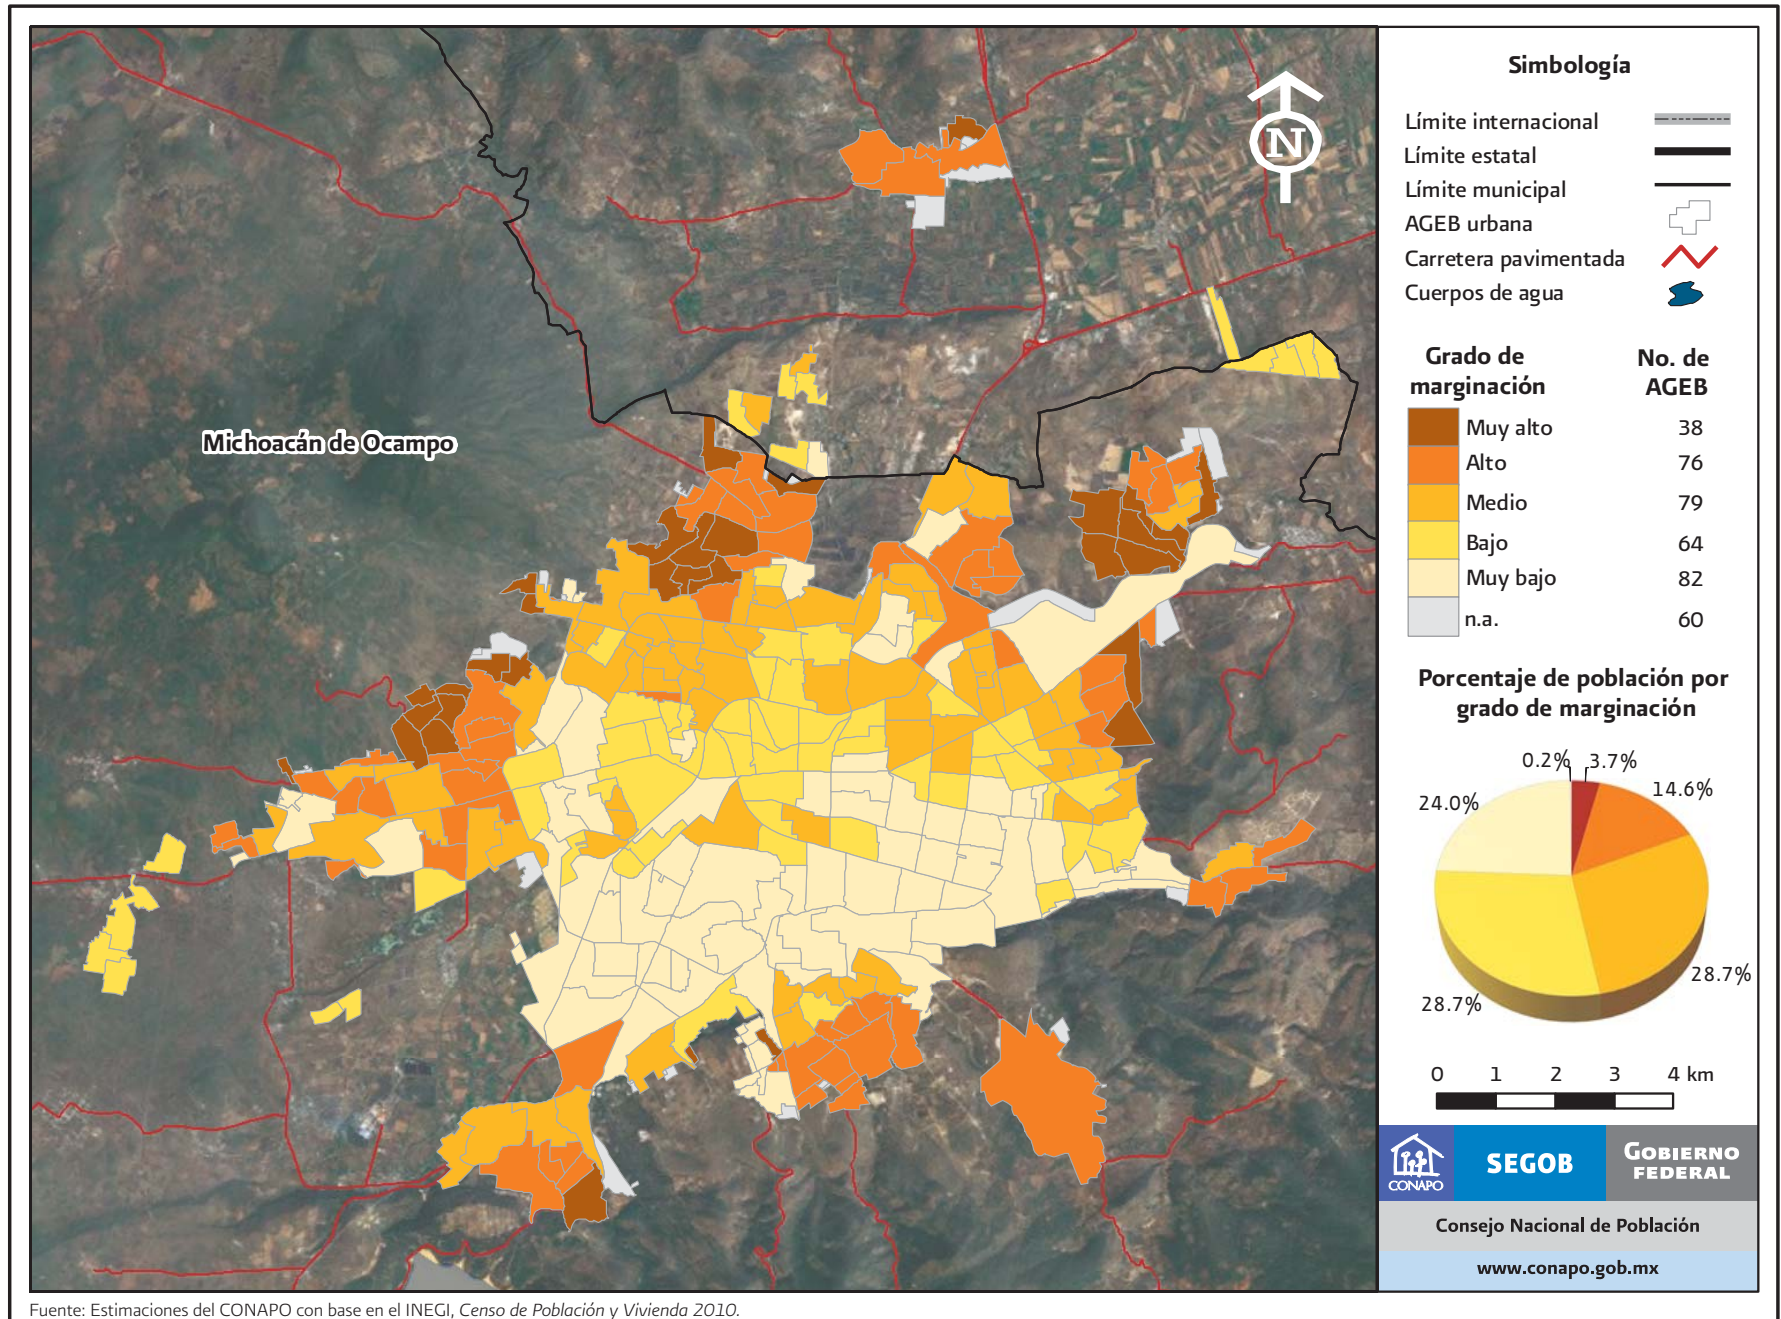 Michoacán de Ocampo
N
Simbología
Límite internacional
Límite estatal
Límite municipal
AGEB urbana
Carretera pavimentada
Cuerpos de agua
Grado de marginación
No. de AGEB
Muy alto 38
Alto 76
Medio 79
Bajo 64
Muy bajo 82
n.a. 60
Porcentaje de población por
grado de marginación
0.2% 3.7%
14.6%
24.0%
28.7%
28.7%
0 1 2 3 4 km
CONAPO
SEGOB
GOBIERNO
FEDERAL
Consejo Nacional de Población
www.conapo.gob.mx
Fuente: Estimaciones del CONAPO con base en el INEGI, Censo de Población y Vivienda 2010.